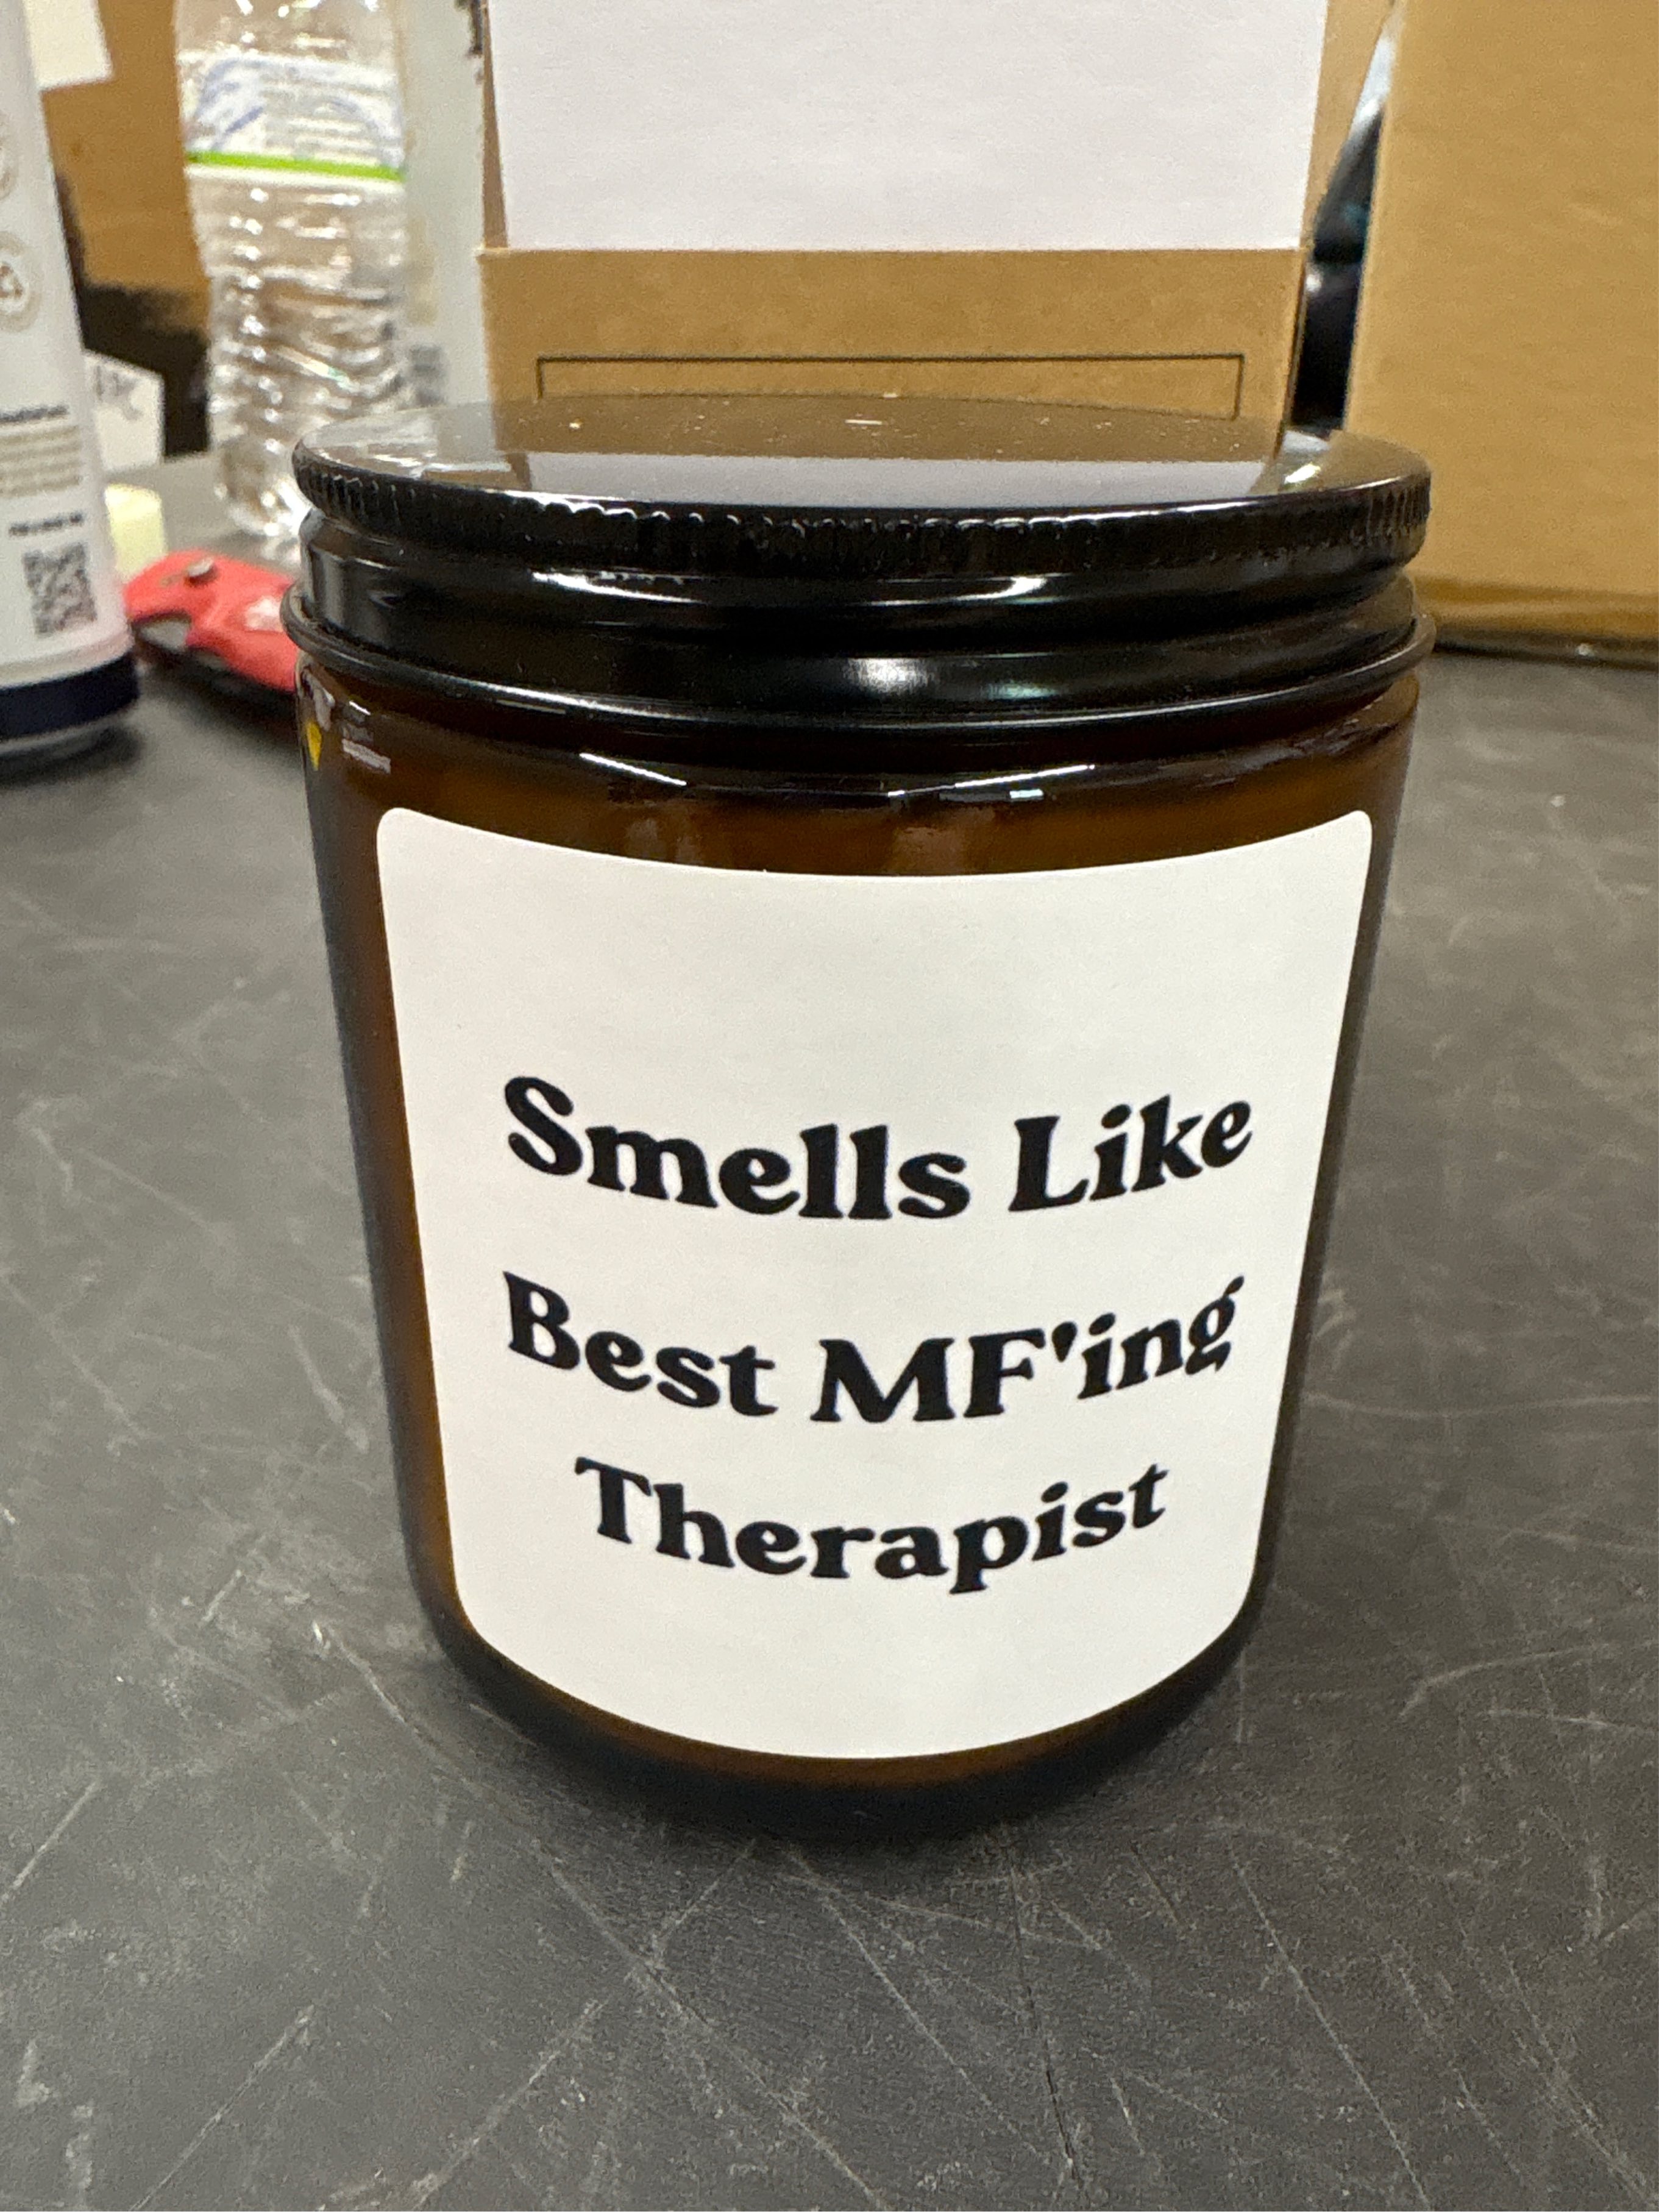 Smells Like
Best MF'ing
Therapist